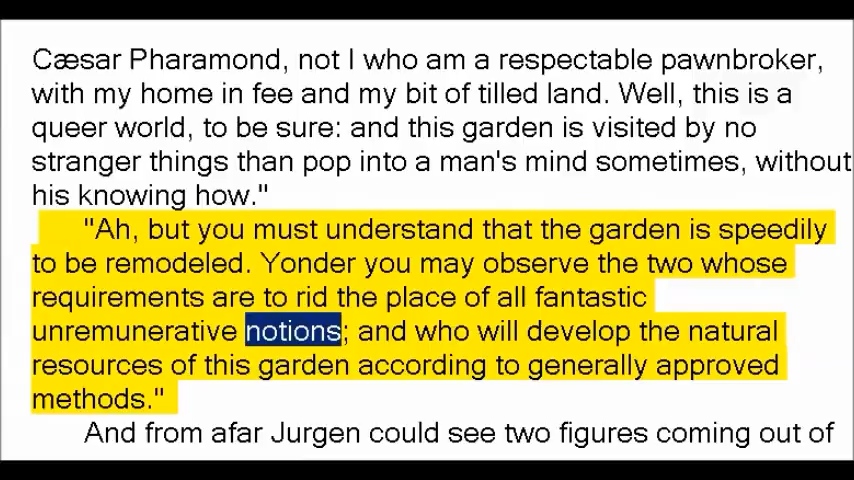 Cæsar Pharamond, not I who am a respectable pawnbroker,
with my home in fee and my bit of tilled land. Well, this is a
queer world, to be sure: and this garden is visited by no
stranger things than pop into a man's mind sometimes, without
his knowing how."
"Ah, but you must understand that the garden is speedily
to be remodeled. Yonder you may observe the two whose
requirements are to rid the place of all fantastic
unremunerative notions; and who will develop the natural
resources of this garden according to generally approved
methods."
And from afar Jurgen could see two figures coming out of